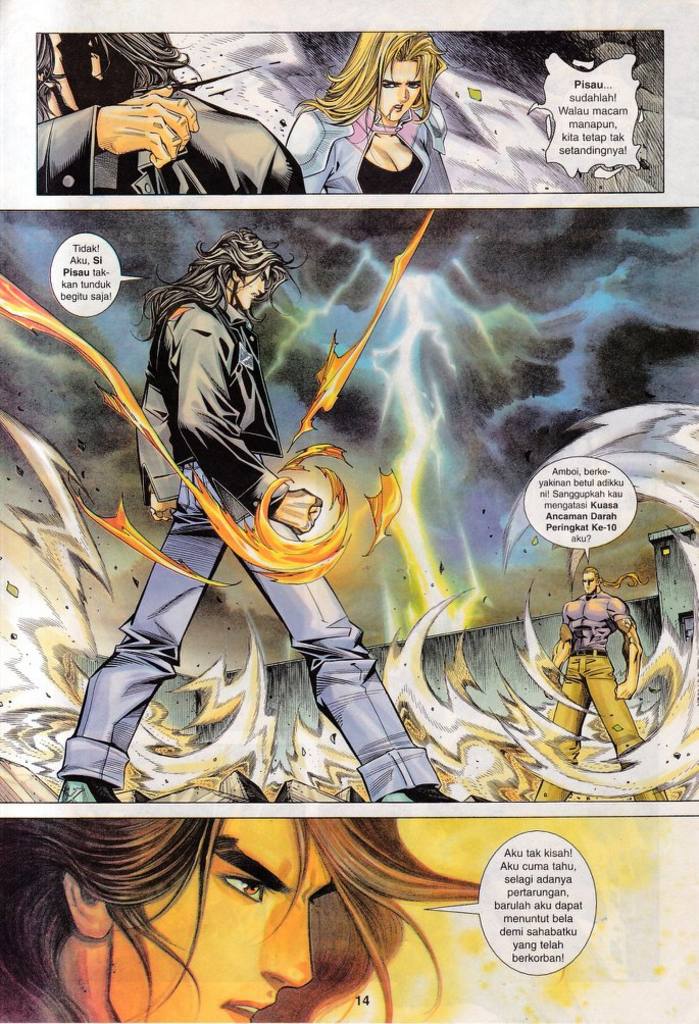 Pisau...
sudahlah!
Walau macam
manapun,
kita tetap tak
setandingnya!
Tidak!
Aku, Si
Pisau tak-
kan tunduk
begitu saja!
Amboi, berke-
yakinan betul adikku
ni! Sanggupkah kau
mengatasi Kuasa
Ancaman Darah
Peringkat Ke-10
aku?
Aku tak kisah!
Aku cuma tahu,
selagi adanya
pertarungan,
barulah aku dapat
menuntut bela
demi sahabatku
yang telah
berkorban!
14